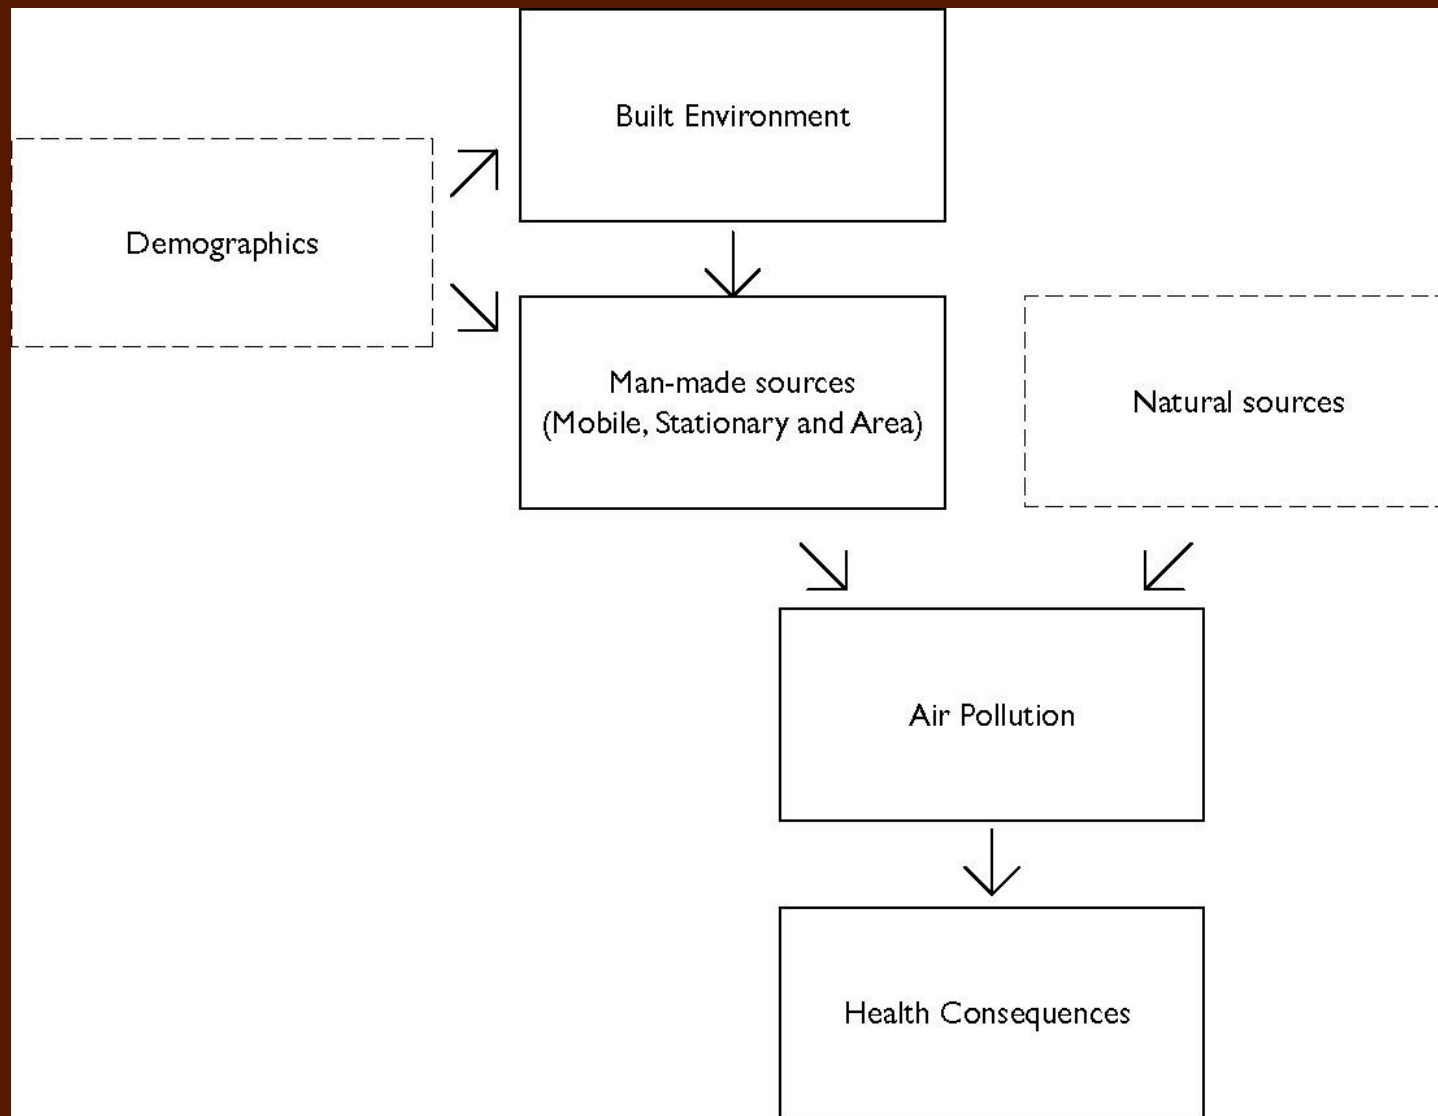 Built Environment
Demographics
Man-made sources
(Mobile, Stationary and Area)
Natural sources
Air Pollution
Health Consequences